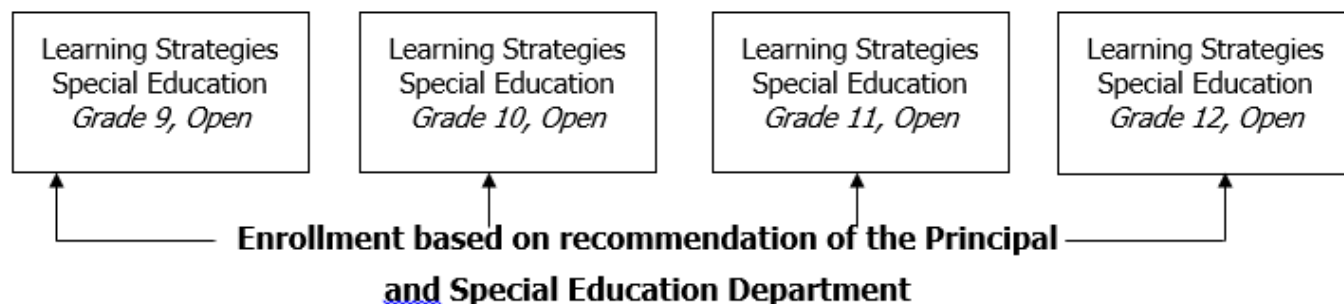 Learning Strategies
Special Education
Grade 9, Open
Learning Strategies
Special Education
Grade 10, Open
Learning Strategies
Special Education
Grade 11, Open
Learning Strategies
Special Education
Grade 12, Open
Enrollment based on recommendation of the Principal
and Special Education Department